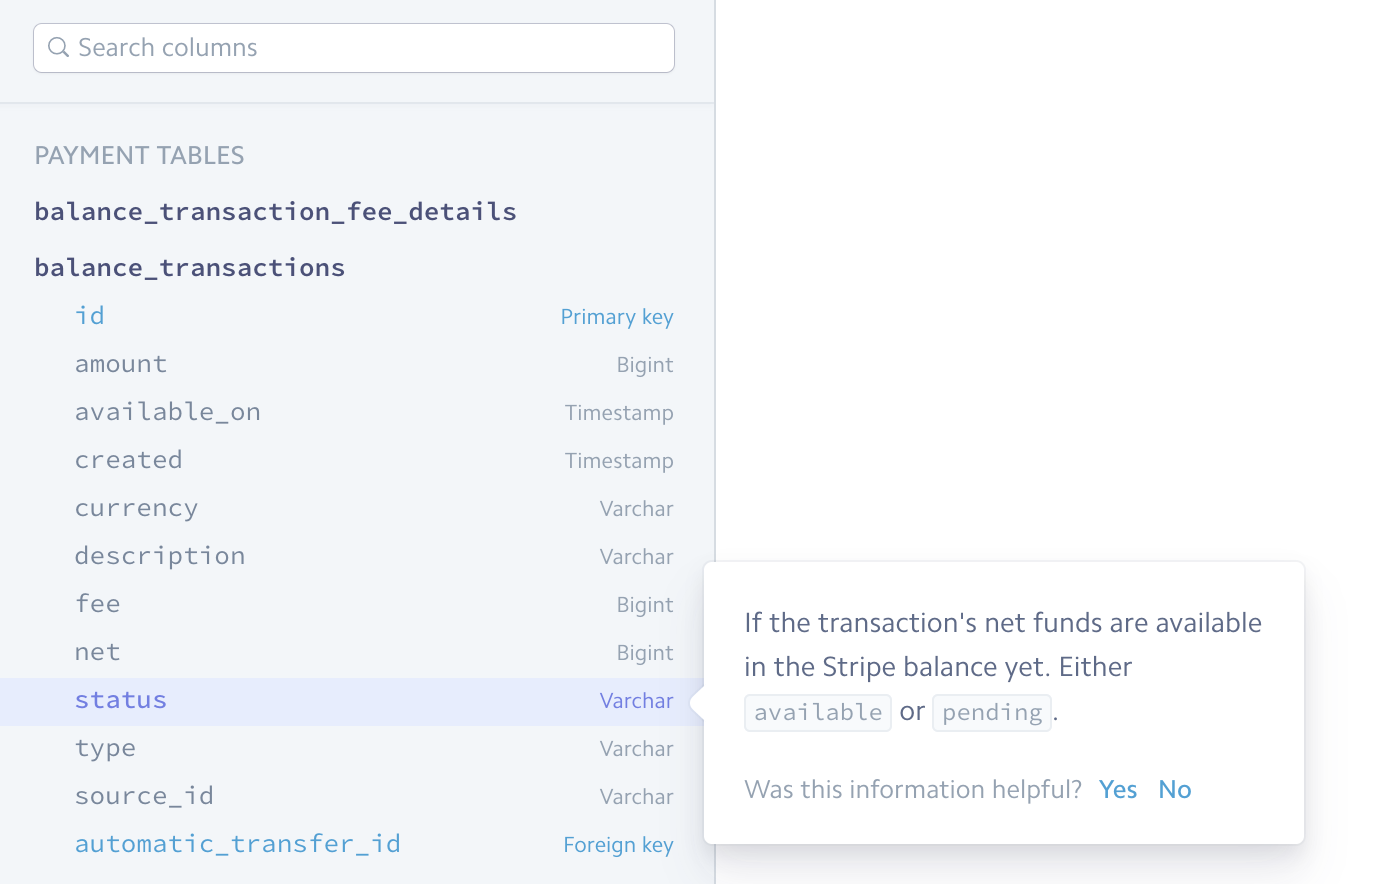 Search columns
PAYMENT TABLES
balance_transaction_fee_details
balance_transactions
id Primary key
amount Bigint
available_on Timestamp
created Timestamp
currency Varchar
description Varchar
fee Bigint
net Bigint
status Varchar
type Varchar
source_id Varchar
automatic_transfer_id Foreign key
If the transaction's net funds are available
in the Stripe balance yet. Either
available or pending.
Was this information helpful? Yes No